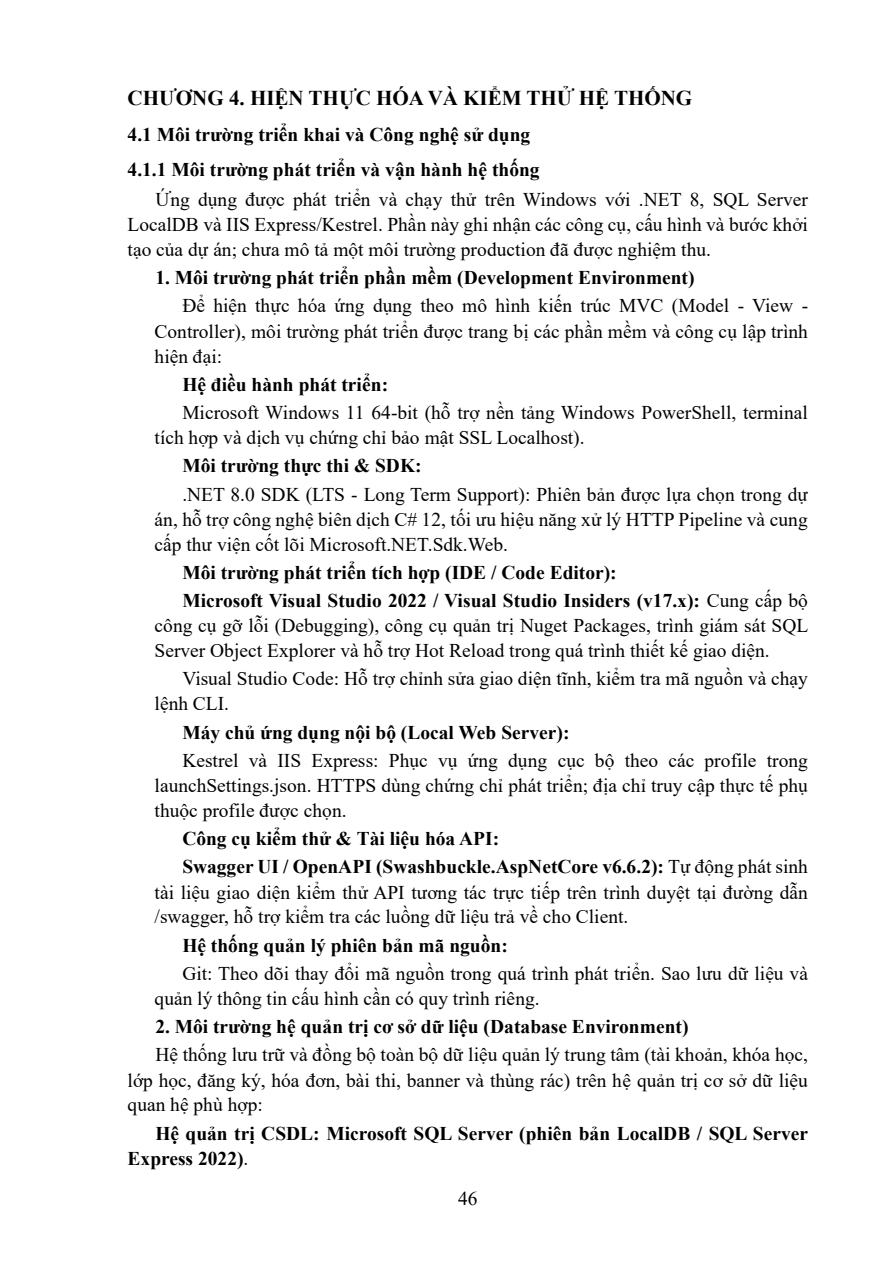 CHƯƠNG 4. HIỆN THỰC HÓA VÀ KIỂM THỬ HỆ THỐNG
4.1 Môi trường triển khai và Công nghệ sử dụng
4.1.1 Môi trường phát triển và vận hành hệ thống
Ứng dụng được phát triển và chạy thử trên Windows với .NET 8, SQL Server
LocalDB và IIS Express/Kestrel. Phần này ghi nhận các công cụ, cấu hình và bước khởi
tạo của dự án; chưa mô tả một môi trường production đã được nghiệm thu.
1. Môi trường phát triển phần mềm (Development Environment)
Để hiện thực hóa ứng dụng theo mô hình kiến trúc MVC (Model - View -
Controller), môi trường phát triển được trang bị các phần mềm và công cụ lập trình
hiện đại:
Hệ điều hành phát triển:
Microsoft Windows 11 64-bit (hỗ trợ nền tảng Windows PowerShell, terminal
tích hợp và dịch vụ chứng chỉ bảo mật SSL Localhost).
Môi trường thực thi & SDK:
.NET 8.0 SDK (LTS - Long Term Support): Phiên bản được lựa chọn trong dự
án, hỗ trợ công nghệ biên dịch C# 12, tối ưu hiệu năng xử lý HTTP Pipeline và cung
cấp thư viện cốt lõi Microsoft.NET.Sdk.Web.
Môi trường phát triển tích hợp (IDE / Code Editor):
Microsoft Visual Studio 2022 / Visual Studio Insiders (v17.x): Cung cấp bộ
công cụ gỡ lỗi (Debugging), công cụ quản trị Nuget Packages, trình giám sát SQL
Server Object Explorer và hỗ trợ Hot Reload trong quá trình thiết kế giao diện.
Visual Studio Code: Hỗ trợ chỉnh sửa giao diện tĩnh, kiểm tra mã nguồn và chạy
lệnh CLI.
Máy chủ ứng dụng nội bộ (Local Web Server):
Kestrel và IIS Express: Phục vụ ứng dụng cục bộ theo các profile trong
launchSettings.json. HTTPS dùng chứng chỉ phát triển; địa chỉ truy cập thực tế phụ
thuộc profile được chọn.
Công cụ kiểm thử & Tài liệu hóa API:
Swagger UI / OpenAPI (Swashbuckle.AspNetCore v6.6.2): Tự động phát sinh
tài liệu giao diện kiểm thử API tương tác trực tiếp trên trình duyệt tại đường dẫn
/swagger, hỗ trợ kiểm tra các luồng dữ liệu trả về cho Client.
Hệ thống quản lý phiên bản mã nguồn:
Git: Theo dõi thay đổi mã nguồn trong quá trình phát triển. Sao lưu dữ liệu và
quản lý thông tin cấu hình cần có quy trình riêng.
2. Môi trường hệ quản trị cơ sở dữ liệu (Database Environment)
Hệ thống lưu trữ và đồng bộ toàn bộ dữ liệu quản lý trung tâm (tài khoản, khóa học,
lớp học, đăng ký, hóa đơn, bài thi, banner và thùng rác) trên hệ quản trị cơ sở dữ liệu
quan hệ phù hợp:
Hệ quản trị CSDL: Microsoft SQL Server (phiên bản LocalDB / SQL Server
Express 2022).
46